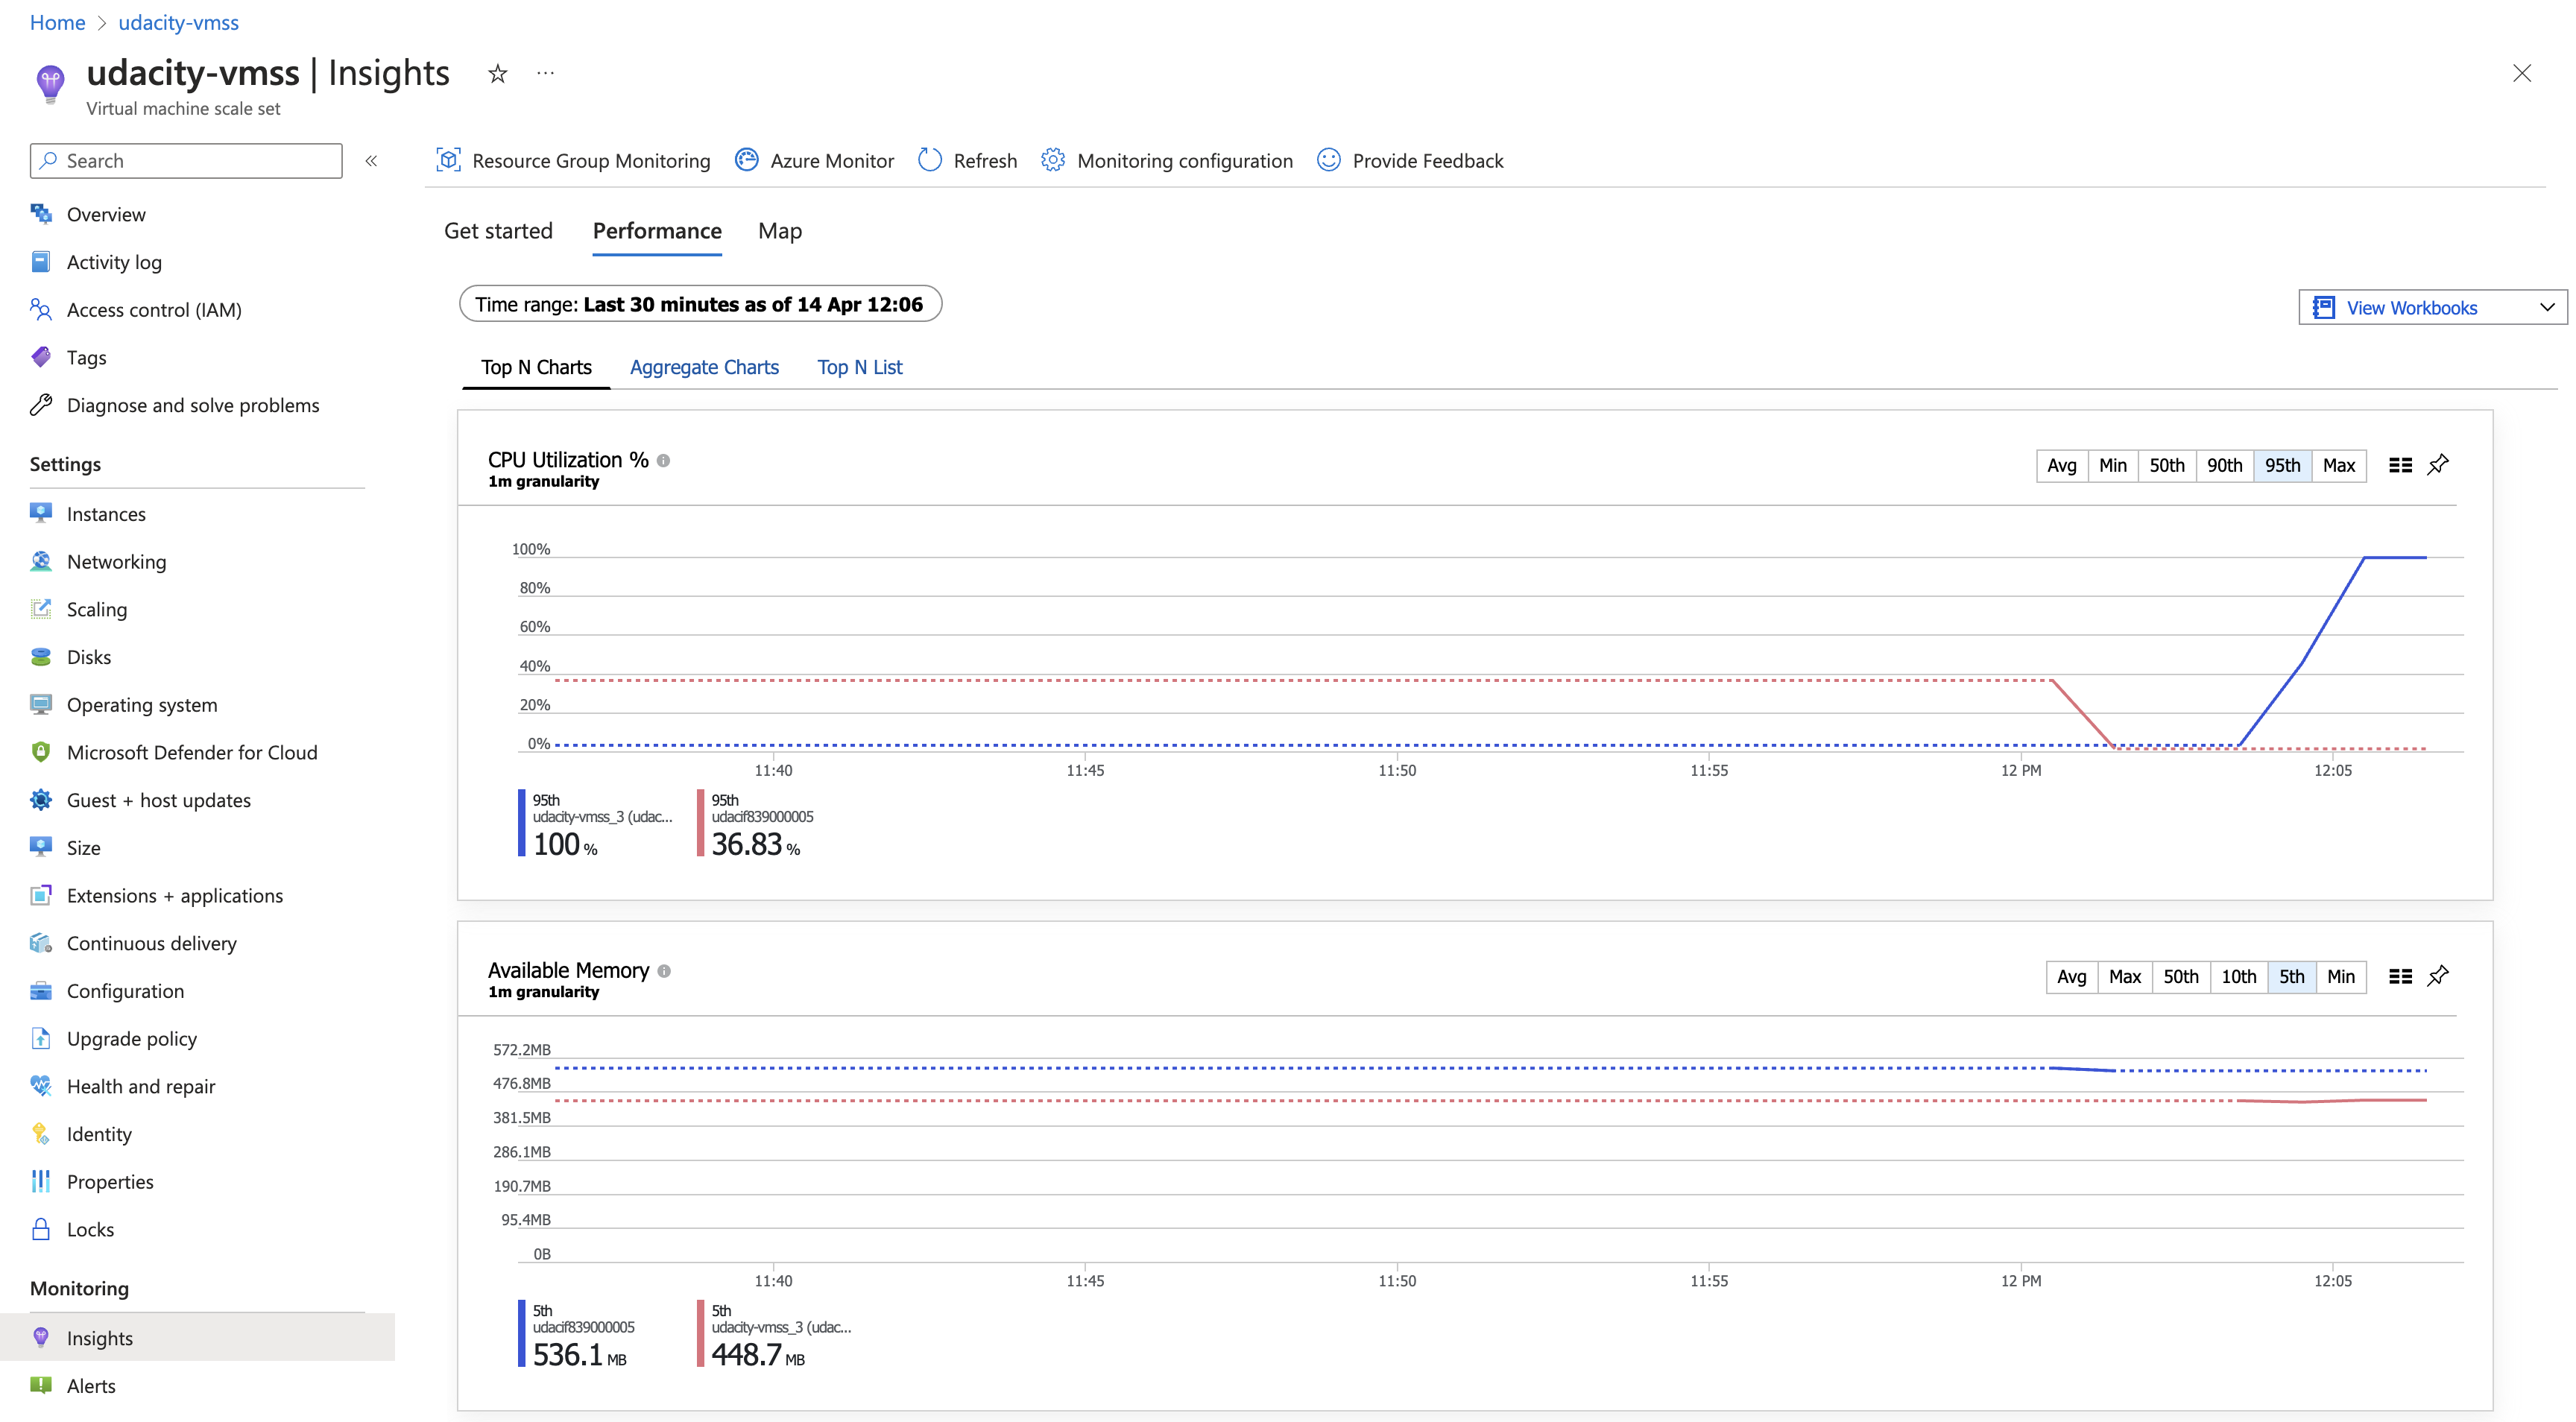 Home > udacity-vmss
udacity-vmss | Insights
Virtual machine scale set
Search
Overview
Activity log
Access control (IAM)
Tags
Diagnose and solve problems
Settings
Instances
Networking
Scaling
Disks
Operating system
Microsoft Defender for Cloud
Guest + host updates
Size
Extensions + applications
Continuous delivery
Configuration
Upgrade policy
Health and repair
Identity
Properties
Locks
Monitoring
Insights
Alerts
Resource Group Monitoring Azure Monitor Refresh Monitoring configuration Provide Feedback
Get started Performance Map
Time range: Last 30 minutes as of 14 Apr 12:06
View Workbooks
Top N Charts Aggregate Charts Top N List
CPU Utilization %
1m granularity
Avg Min 50th 90th 95th Max
100%
80%
60%
40%
20%
0%
11:40 11:45 11:50 11:55 12 PM 12:05
95th
udacity-vmss_3 (udac...
100 %
95th
udacif839000005
36.83 %
Available Memory
1m granularity
Avg Max 50th 10th 5th Min
572.2MB
476.8MB
381.5MB
286.1MB
190.7MB
95.4MB
0B
11:40 11:45 11:50 11:55 12 PM 12:05
5th
udacif839000005
536.1 MB
5th
udacity-vmss_3 (udac...
448.7 MB